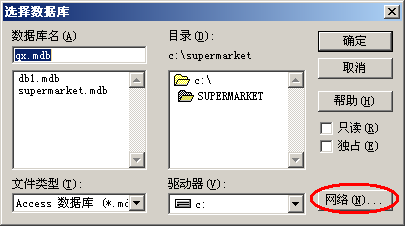 选择数据库
数据库名(A)
gx.mdb
db1.mdb
supermarket.mdb
文件类型(T):
Access 数据库 (*.md
目录(D):
c:\supermarket
c:\
SUPERMARKET
驱动器(V):
c:
确定
取消
帮助(H)
只读(R)
独占(E)
网络(N)...